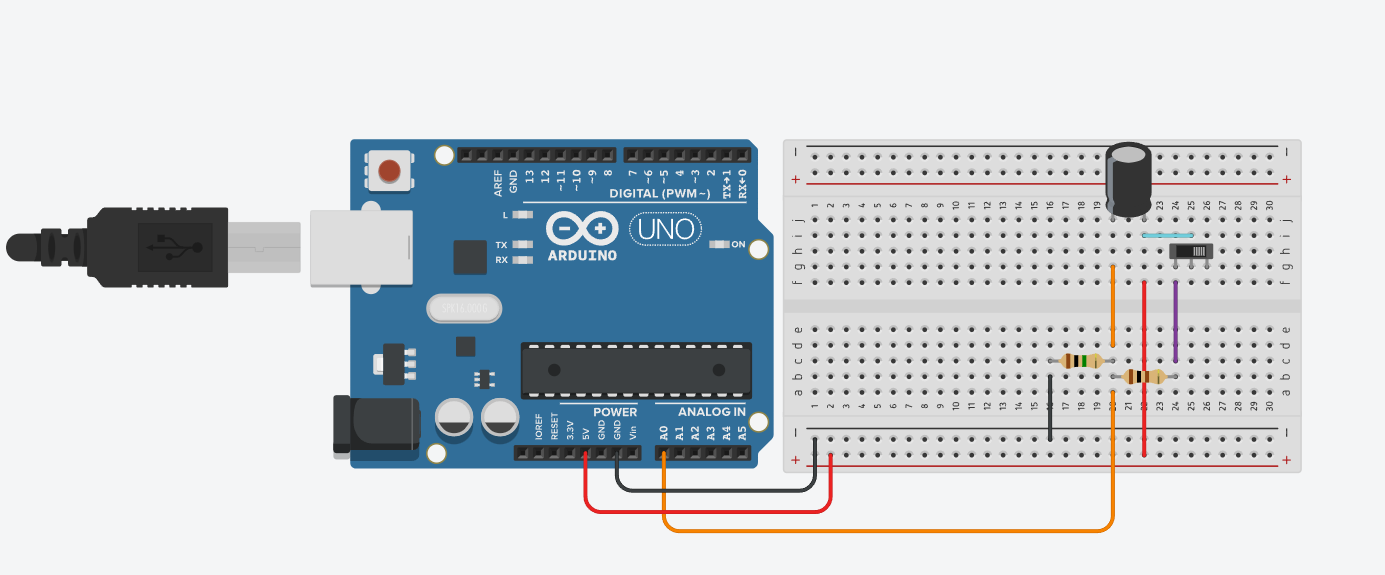 - -
+ +
1 2 3 4 5 6 7 8 9 10 11 12 13 14 15 16 17 18 19 23 24 25 26 27 28 29 30
j j
i i
h h
g g
f f
e e
d d
c c
b b
a a
1 2 3 4 5 6 7 8 9 10 11 12 13 14 15 16 17 18 19 20 21 22 23 24 25 26 27 28 29 30
- -
+ +
AREF
GND
13
12
~11
~10
~9
8
7
~6
~5
4
~3
2
TX→1
RX←0
DIGITAL (PWM~)
L
TX
RX
ARDUINO
UNO
ON
POWER
ANALOG IN
IOREF
RESET
3.3V
5V
GND
GND
Vin
A0
A1
A2
A3
A4
A5